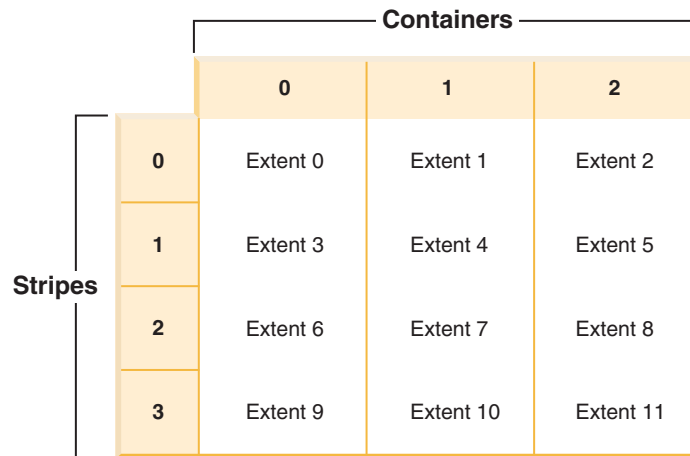 Containers
0 1 2
0 Extent 0 Extent 1 Extent 2
1 Extent 3 Extent 4 Extent 5
Stripes
2 Extent 6 Extent 7 Extent 8
3 Extent 9 Extent 10 Extent 11